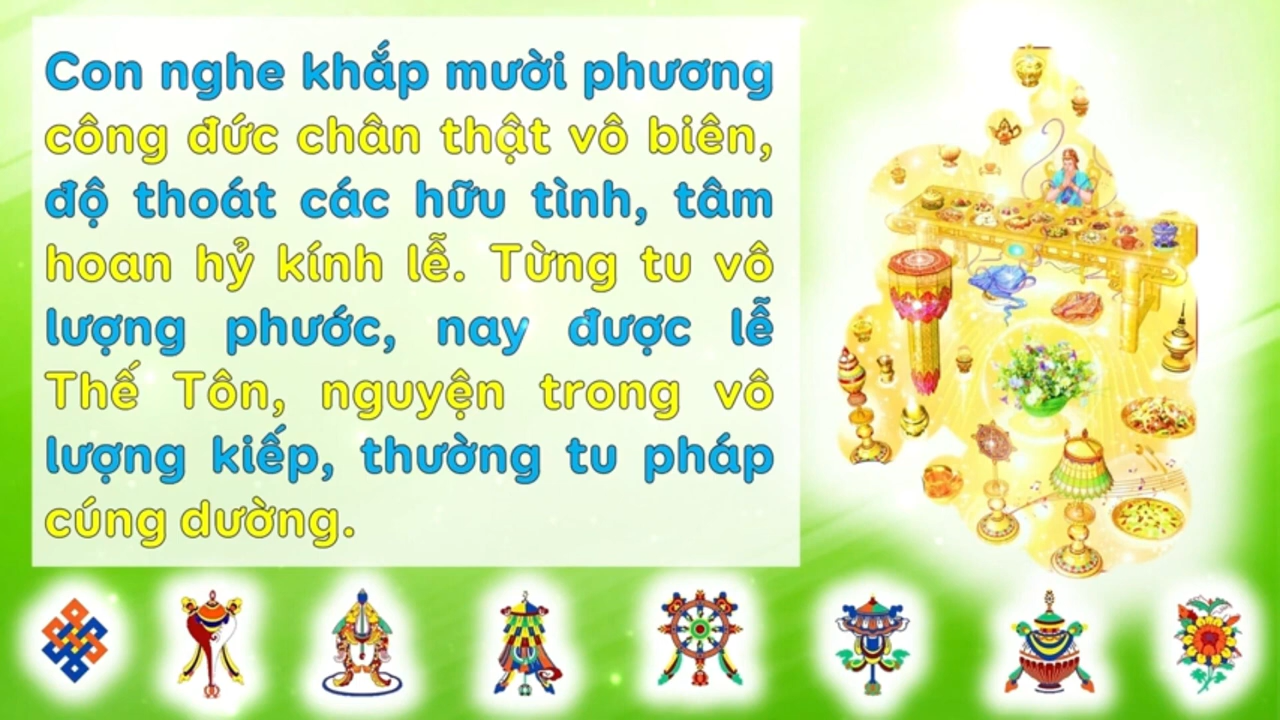 Con nghe khắp mười phương
công đức chân thật vô biên,
độ thoát các hữu tình, tâm
hoan hỷ kính lễ. Từng tu vô
lượng phước, nay được lễ
Thế Tôn, nguyện trong vô
lượng kiếp, thường tu pháp
cúng dường.